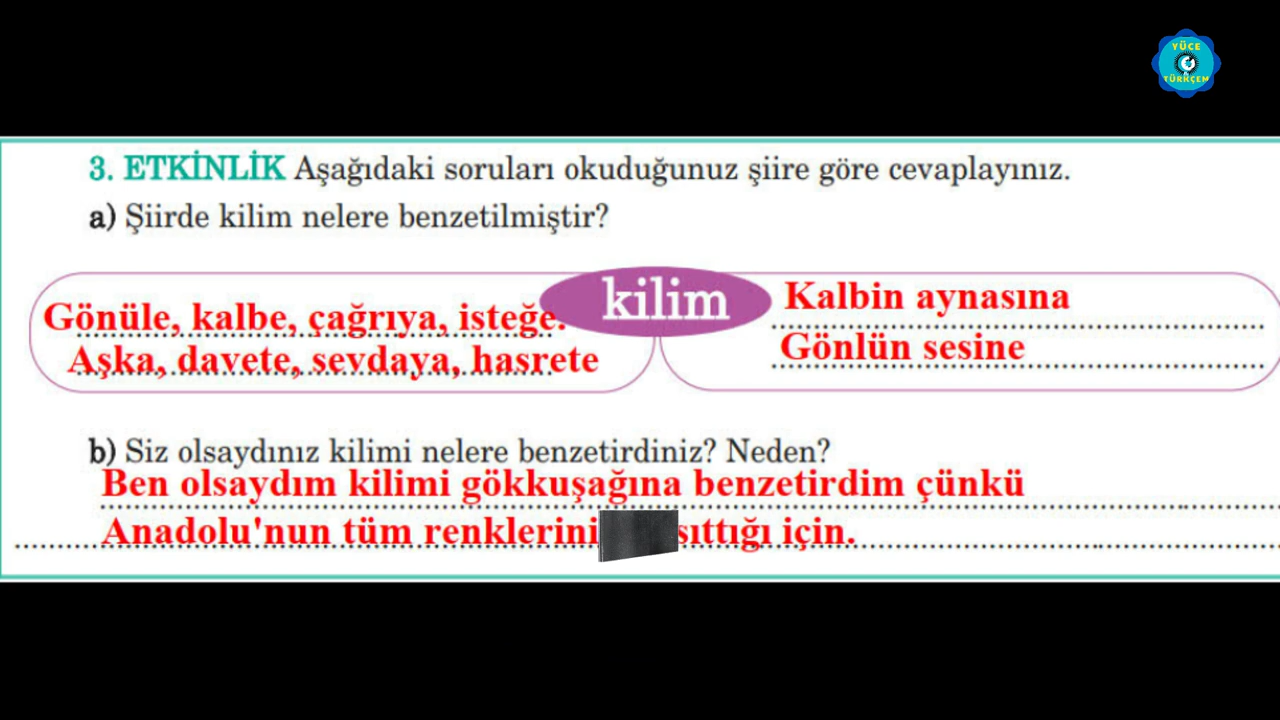 YÜCE
TÜRKÇEM
3. ETKİNLİK Aşağıdaki soruları okuduğunuz şiire göre cevaplayınız.
a) Şiirde kilim nelere benzetilmiştir?
kilim
Gönüle, kalbe, çağrıya, isteğe.
Aşka, davete, sevdaya, hasrete
Kalbin aynasına
Gönlün sesine
b) Siz olsaydınız kilimi nelere benzetirdiniz? Neden?
Ben olsaydım kilimi gökkuşağına benzetirdim çünkü
Anadolu'nun tüm renklerini için.